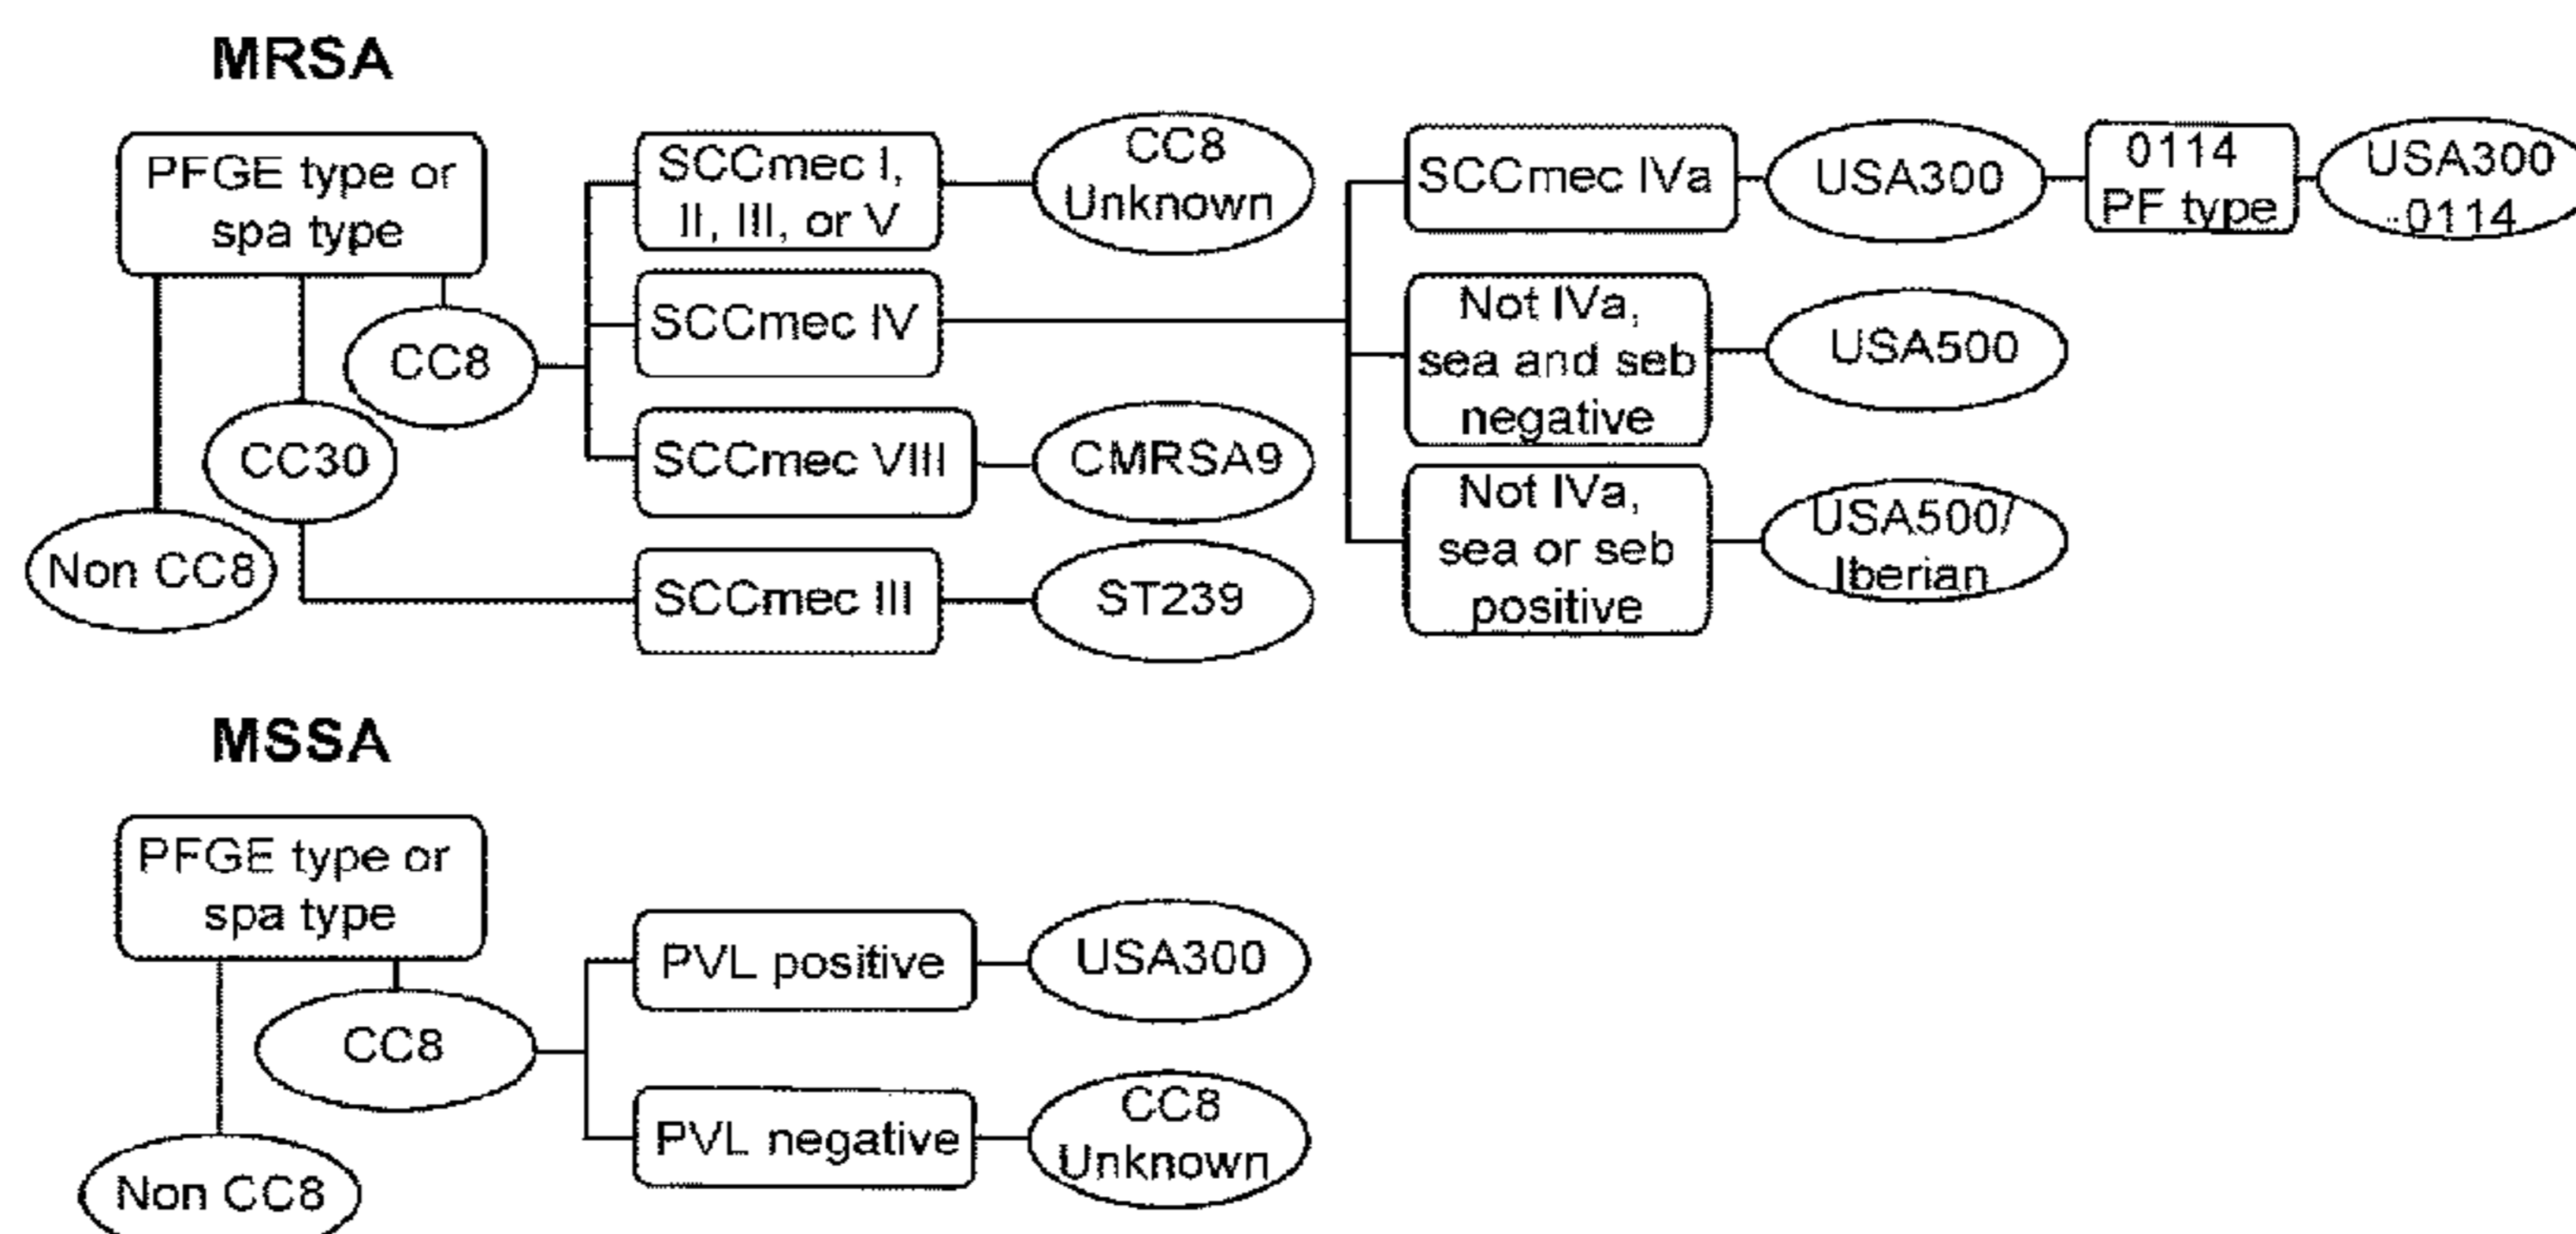 MRSA
PFGE type or
spa type
Non CC8
CC30
CC8
SCCmec I,
II, III, or V
CC8
Unknown
SCCmec IV
SCCmec VIII
CMRSA9
SCCmec III
ST239
SCCmec IVa
USA300
0114
PF type
USA300
-0114
Not IVa,
sea and seb
negative
USA500
Not IVa,
sea or seb
positive
USA500/
Iberian
MSSA
PFGE type or
spa type
Non CC8
CC8
PVL positive
USA300
PVL negative
CC8
Unknown